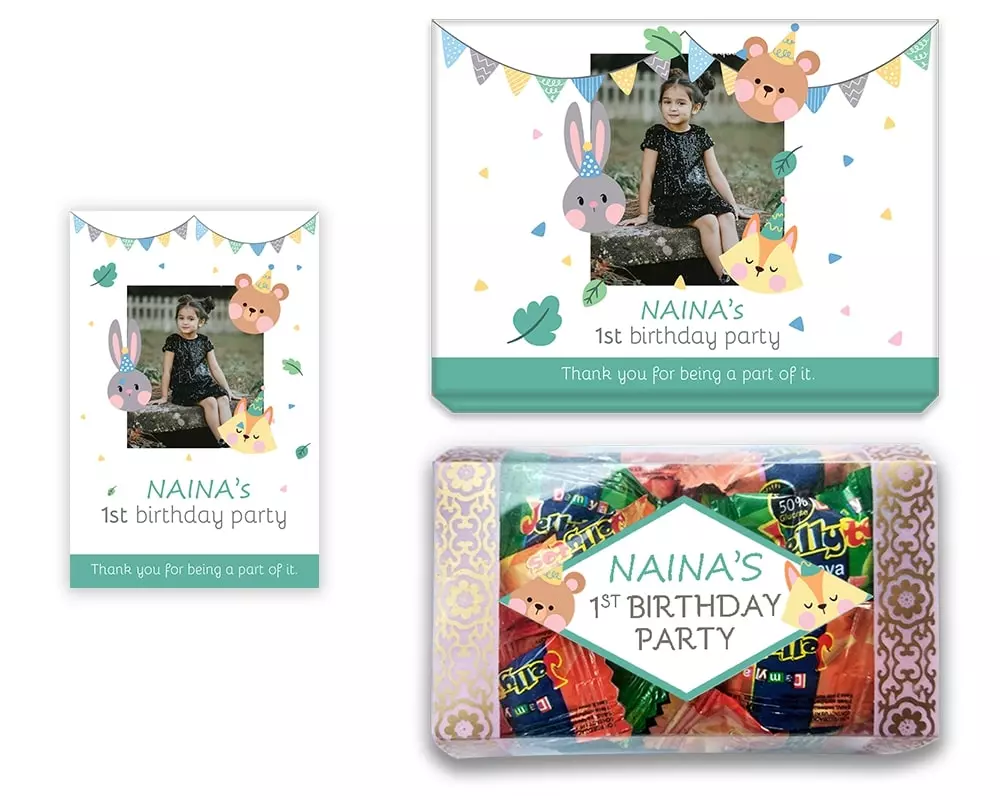 NAINA's
1st birthday party
Thank you for being a part of it.
NAINA's
1st birthday party
Thank you for being a part of it.
50%
Jelly
NAINA'S
1ST BIRTHDAY
PARTY